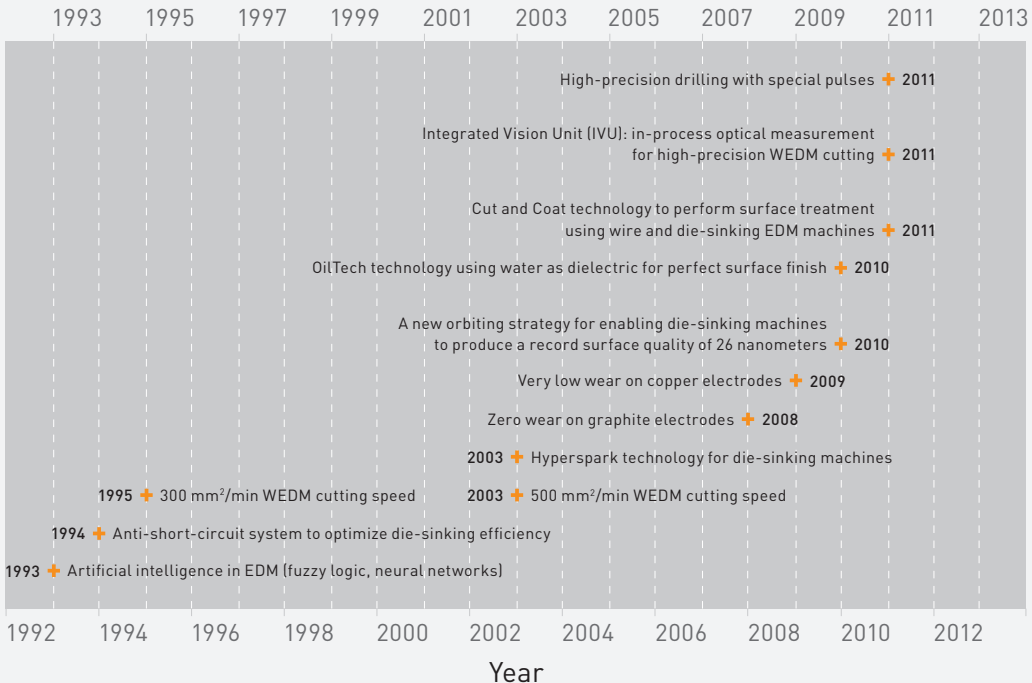 1993 1995 1997 1999 2001 2003 2005 2007 2009 2011 2013
High-precision drilling with special pulses 2011
Integrated Vision Unit (IVU): in-process optical measurement
for high-precision WEDM cutting 2011
Cut and Coat technology to perform surface treatment
using wire and die-sinking EDM machines 2011
OilTech technology using water as dielectric for perfect surface finish 2010
A new orbiting strategy for enabling die-sinking machines
to produce a record surface quality of 26 nanometers 2010
Very low wear on copper electrodes 2009
Zero wear on graphite electrodes 2008
2003 Hyperspark technology for die-sinking machines
1995 300 mm²/min WEDM cutting speed 2003 500 mm²/min WEDM cutting speed
1994 Anti-short-circuit system to optimize die-sinking efficiency
1993 Artificial intelligence in EDM (fuzzy logic, neural networks)
1992 1994 1996 1998 2000 2002 2004 2006 2008 2010 2012
Year